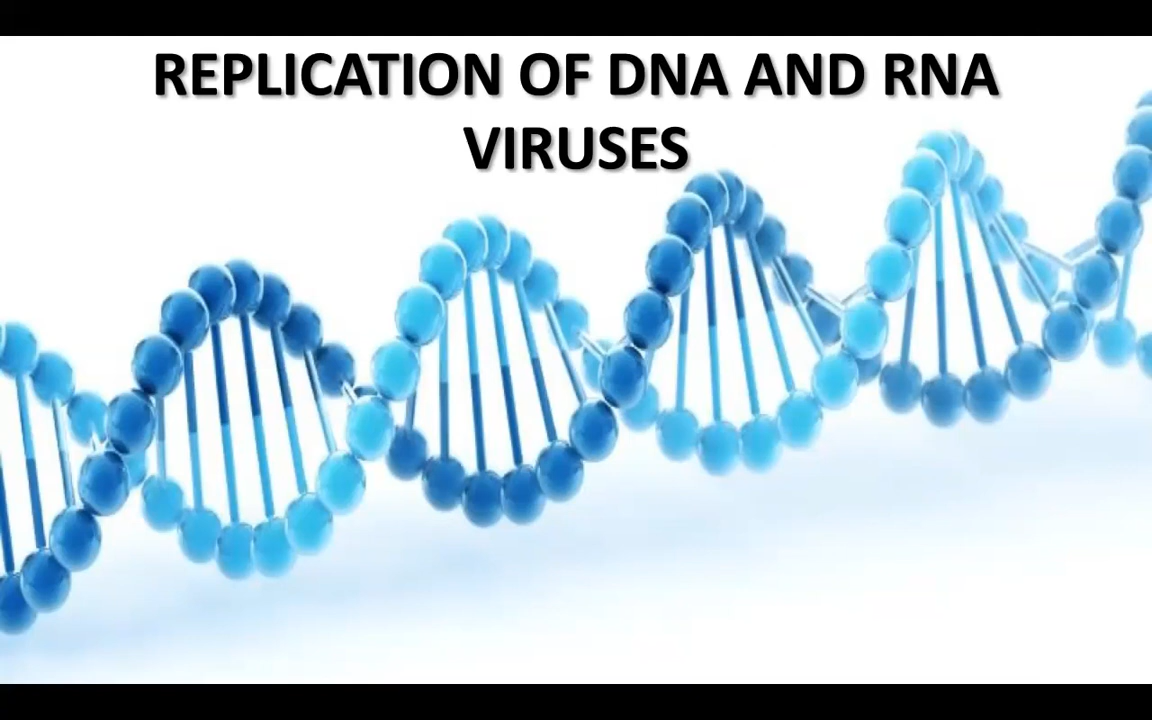 REPLICATION OF DNA AND RNA
VIRUSES